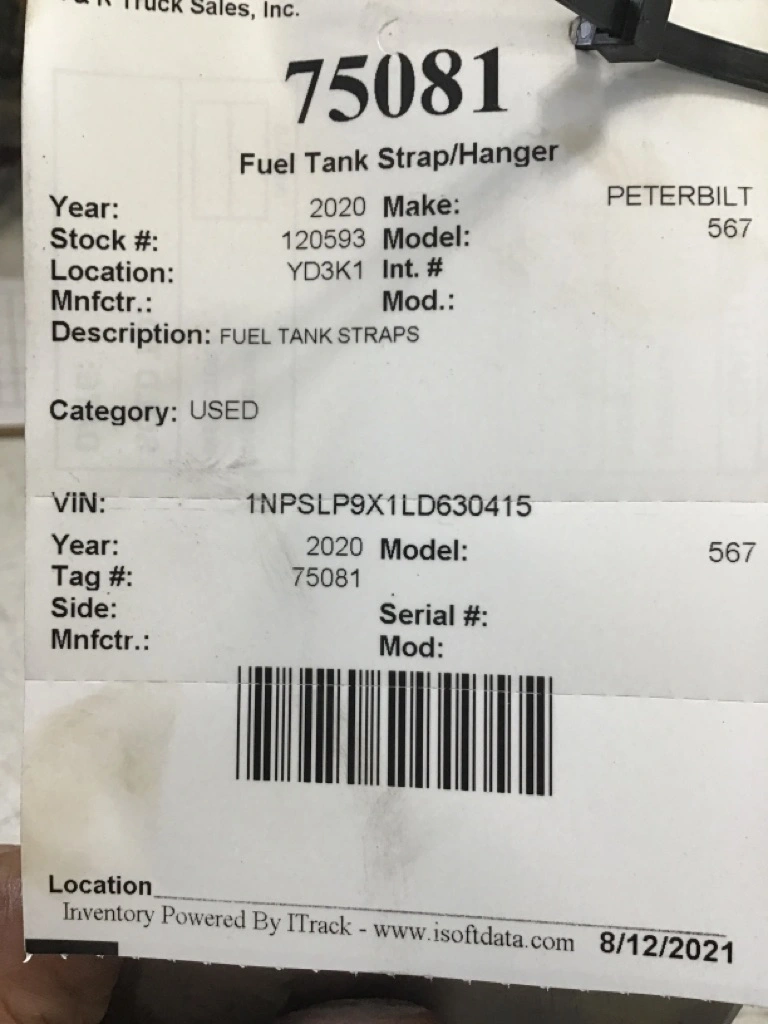 Truck Sales, Inc.
75081
Fuel Tank Strap/Hanger
Year: 2020 Make: PETERBILT
Stock #: 120593 Model: 567
Location: YD3K1 Int. #
Mnfctr.: Mod.:
Description: FUEL TANK STRAPS
Category: USED
VIN: 1NPSLP9X1LD630415
Year: 2020 Model: 567
Tag #: 75081
Side: Serial #:
Mnfctr.: Mod:
Location
Inventory Powered By ITrack - www.isoftdata.com 8/12/2021